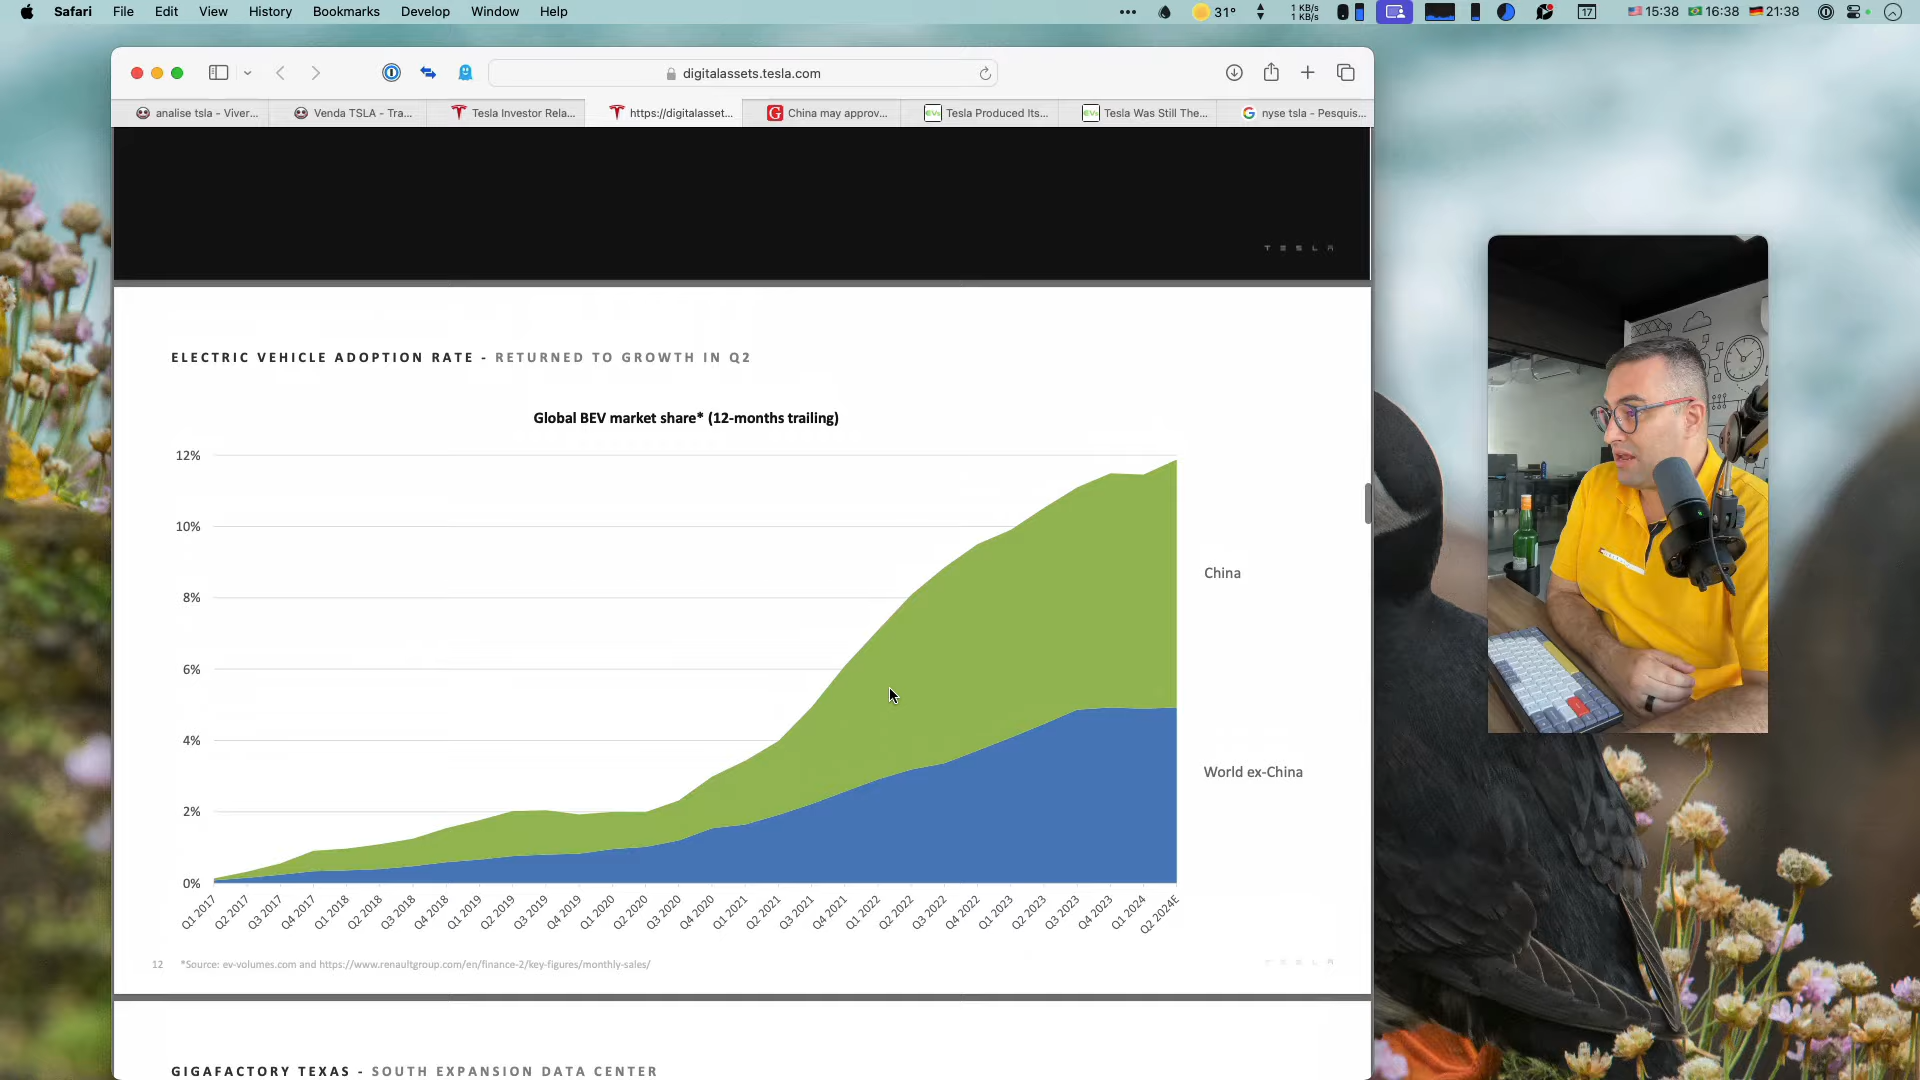 Safari File Edit View History Bookmarks Develop Window Help
31°
1 KB/s
1 KB/s
17
15:38
16:38
21:38
digitalassets.tesla.com
analise tsla - Viver...
Venda TSLA - Tra...
Tesla Investor Rela...
https://digitalasset...
China may approv...
Tesla Produced Its...
Tesla Was Still The...
nyse tsla - Pesquis...
TESLA
ELECTRIC VEHICLE ADOPTION RATE - RETURNED TO GROWTH IN Q2
Global BEV market share* (12-months trailing)
12%
10%
8%
6%
4%
2%
0%
China
World ex-China
Q1 2017
Q2 2017
Q3 2017
Q4 2017
Q1 2018
Q2 2018
Q3 2018
Q4 2018
Q1 2019
Q2 2019
Q3 2019
Q4 2019
Q1 2020
Q2 2020
Q3 2020
Q4 2020
Q1 2021
Q2 2021
Q3 2021
Q4 2021
Q1 2022
Q2 2022
Q3 2022
Q4 2022
Q1 2023
Q2 2023
Q3 2023
Q4 2023
Q1 2024
Q2 2024E
12 *Source: ev-volumes.com and https://www.renaultgroup.com/en/finance-2/key-figures/monthly-sales/
TESLA
GIGAFACTORY TEXAS - SOUTH EXPANSION DATA CENTER